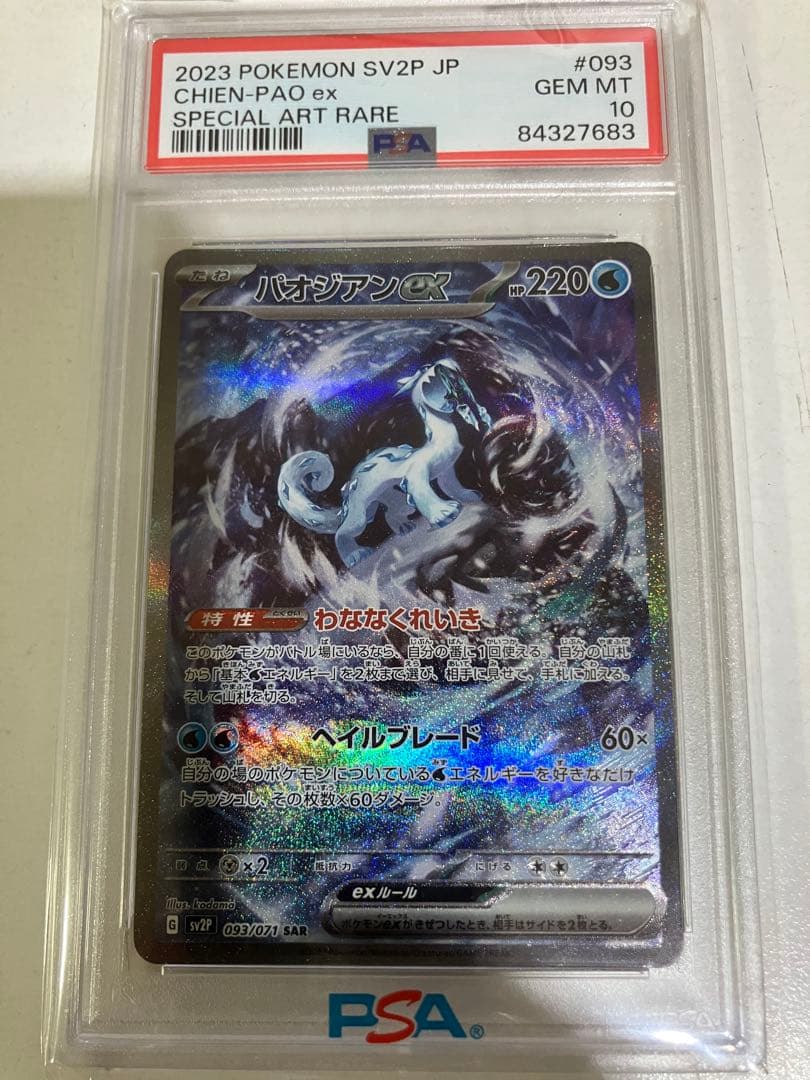 2023 POKEMON SV2P JP #093
CHIEN-PAO ex GEM MT
SPECIAL ART RARE 10
84327683
PSA
たね パオジアンex HP220
特性 とくせい わななくれいき
このポケモンがバトル場にいるなら、自分の番に1回使える。自分の山札
から「基本エネルギー」を2枚まで選び、相手に見せて、手札に加える。
そして山札を切る。
ヘイルブレード 60×
自分の場のポケモンについているエネルギーを好きなだけ
トラッシュし、その枚数×60ダメージ。
弱点 ×2 抵抗力 にげる
exルール
ポケモンexがきぜつしたとき、相手はサイドを2枚とる。
Illus. kodama
G sv2P 093/071 SAR
PSA®